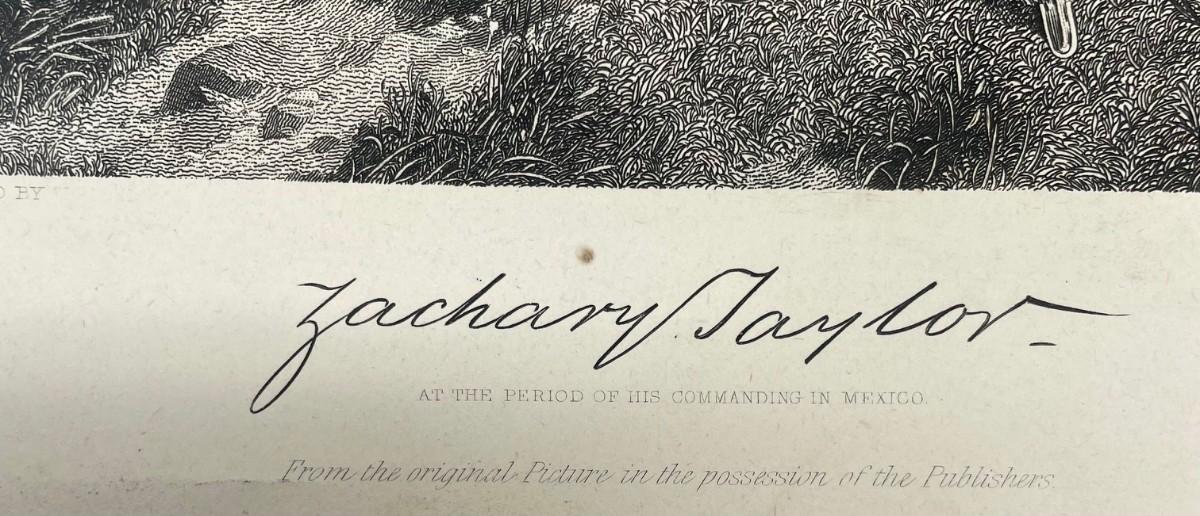 BY
Zachary Taylor
AT THE PERIOD OF HIS COMMANDING IN MEXICO.
From the original Picture in the possession of the Publishers.